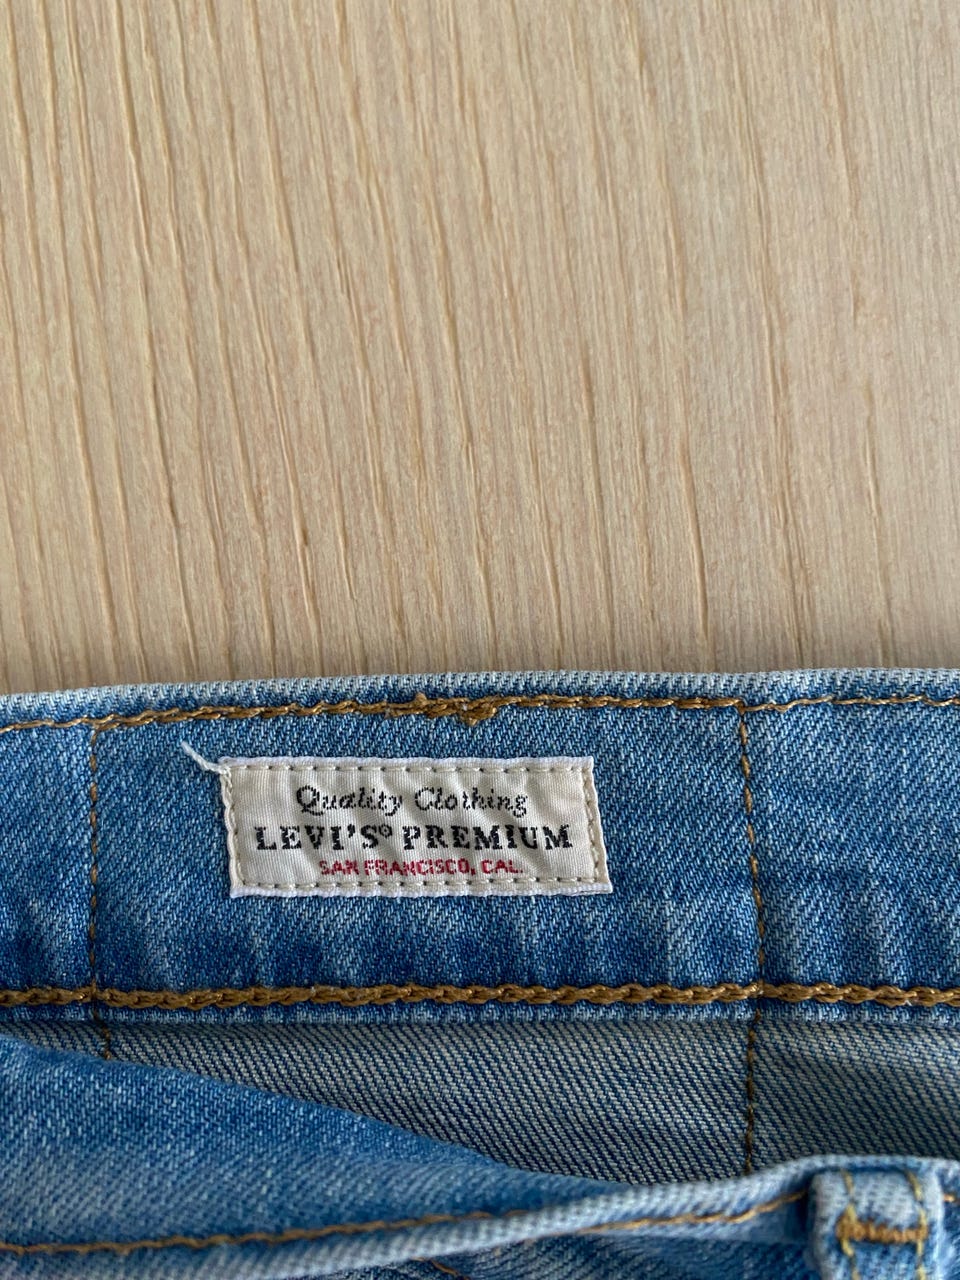 Quality Clothing
LEVI'S® PREMIUM
SAN FRANCISCO, CAL.